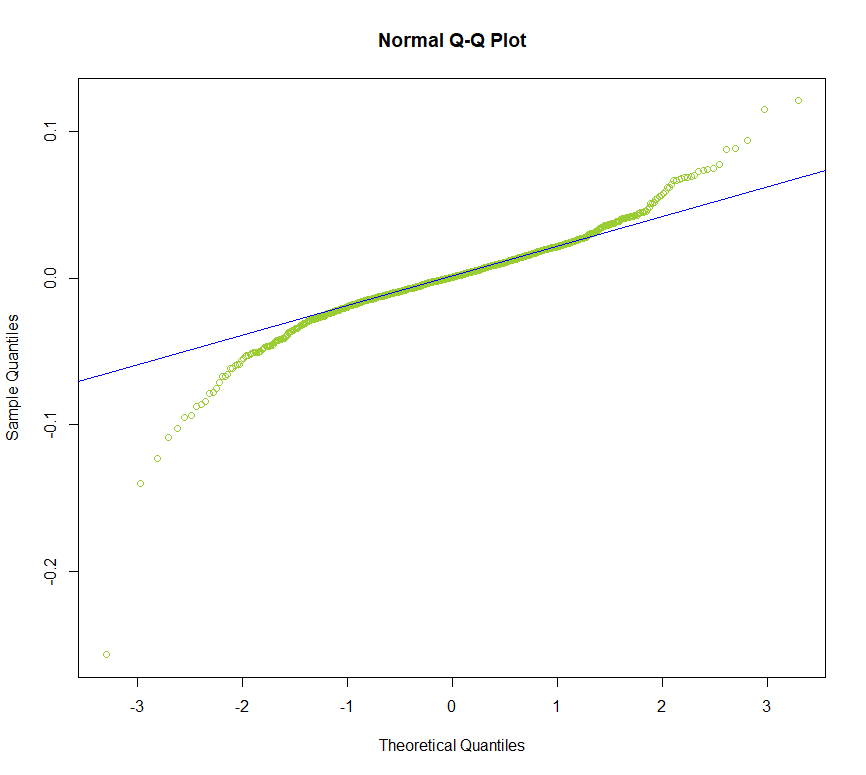 Normal Q-Q Plot
Sample Quantiles
0.1
0.0
-0.1
-0.2
-3 -2 -1 0 1 2 3
Theoretical Quantiles